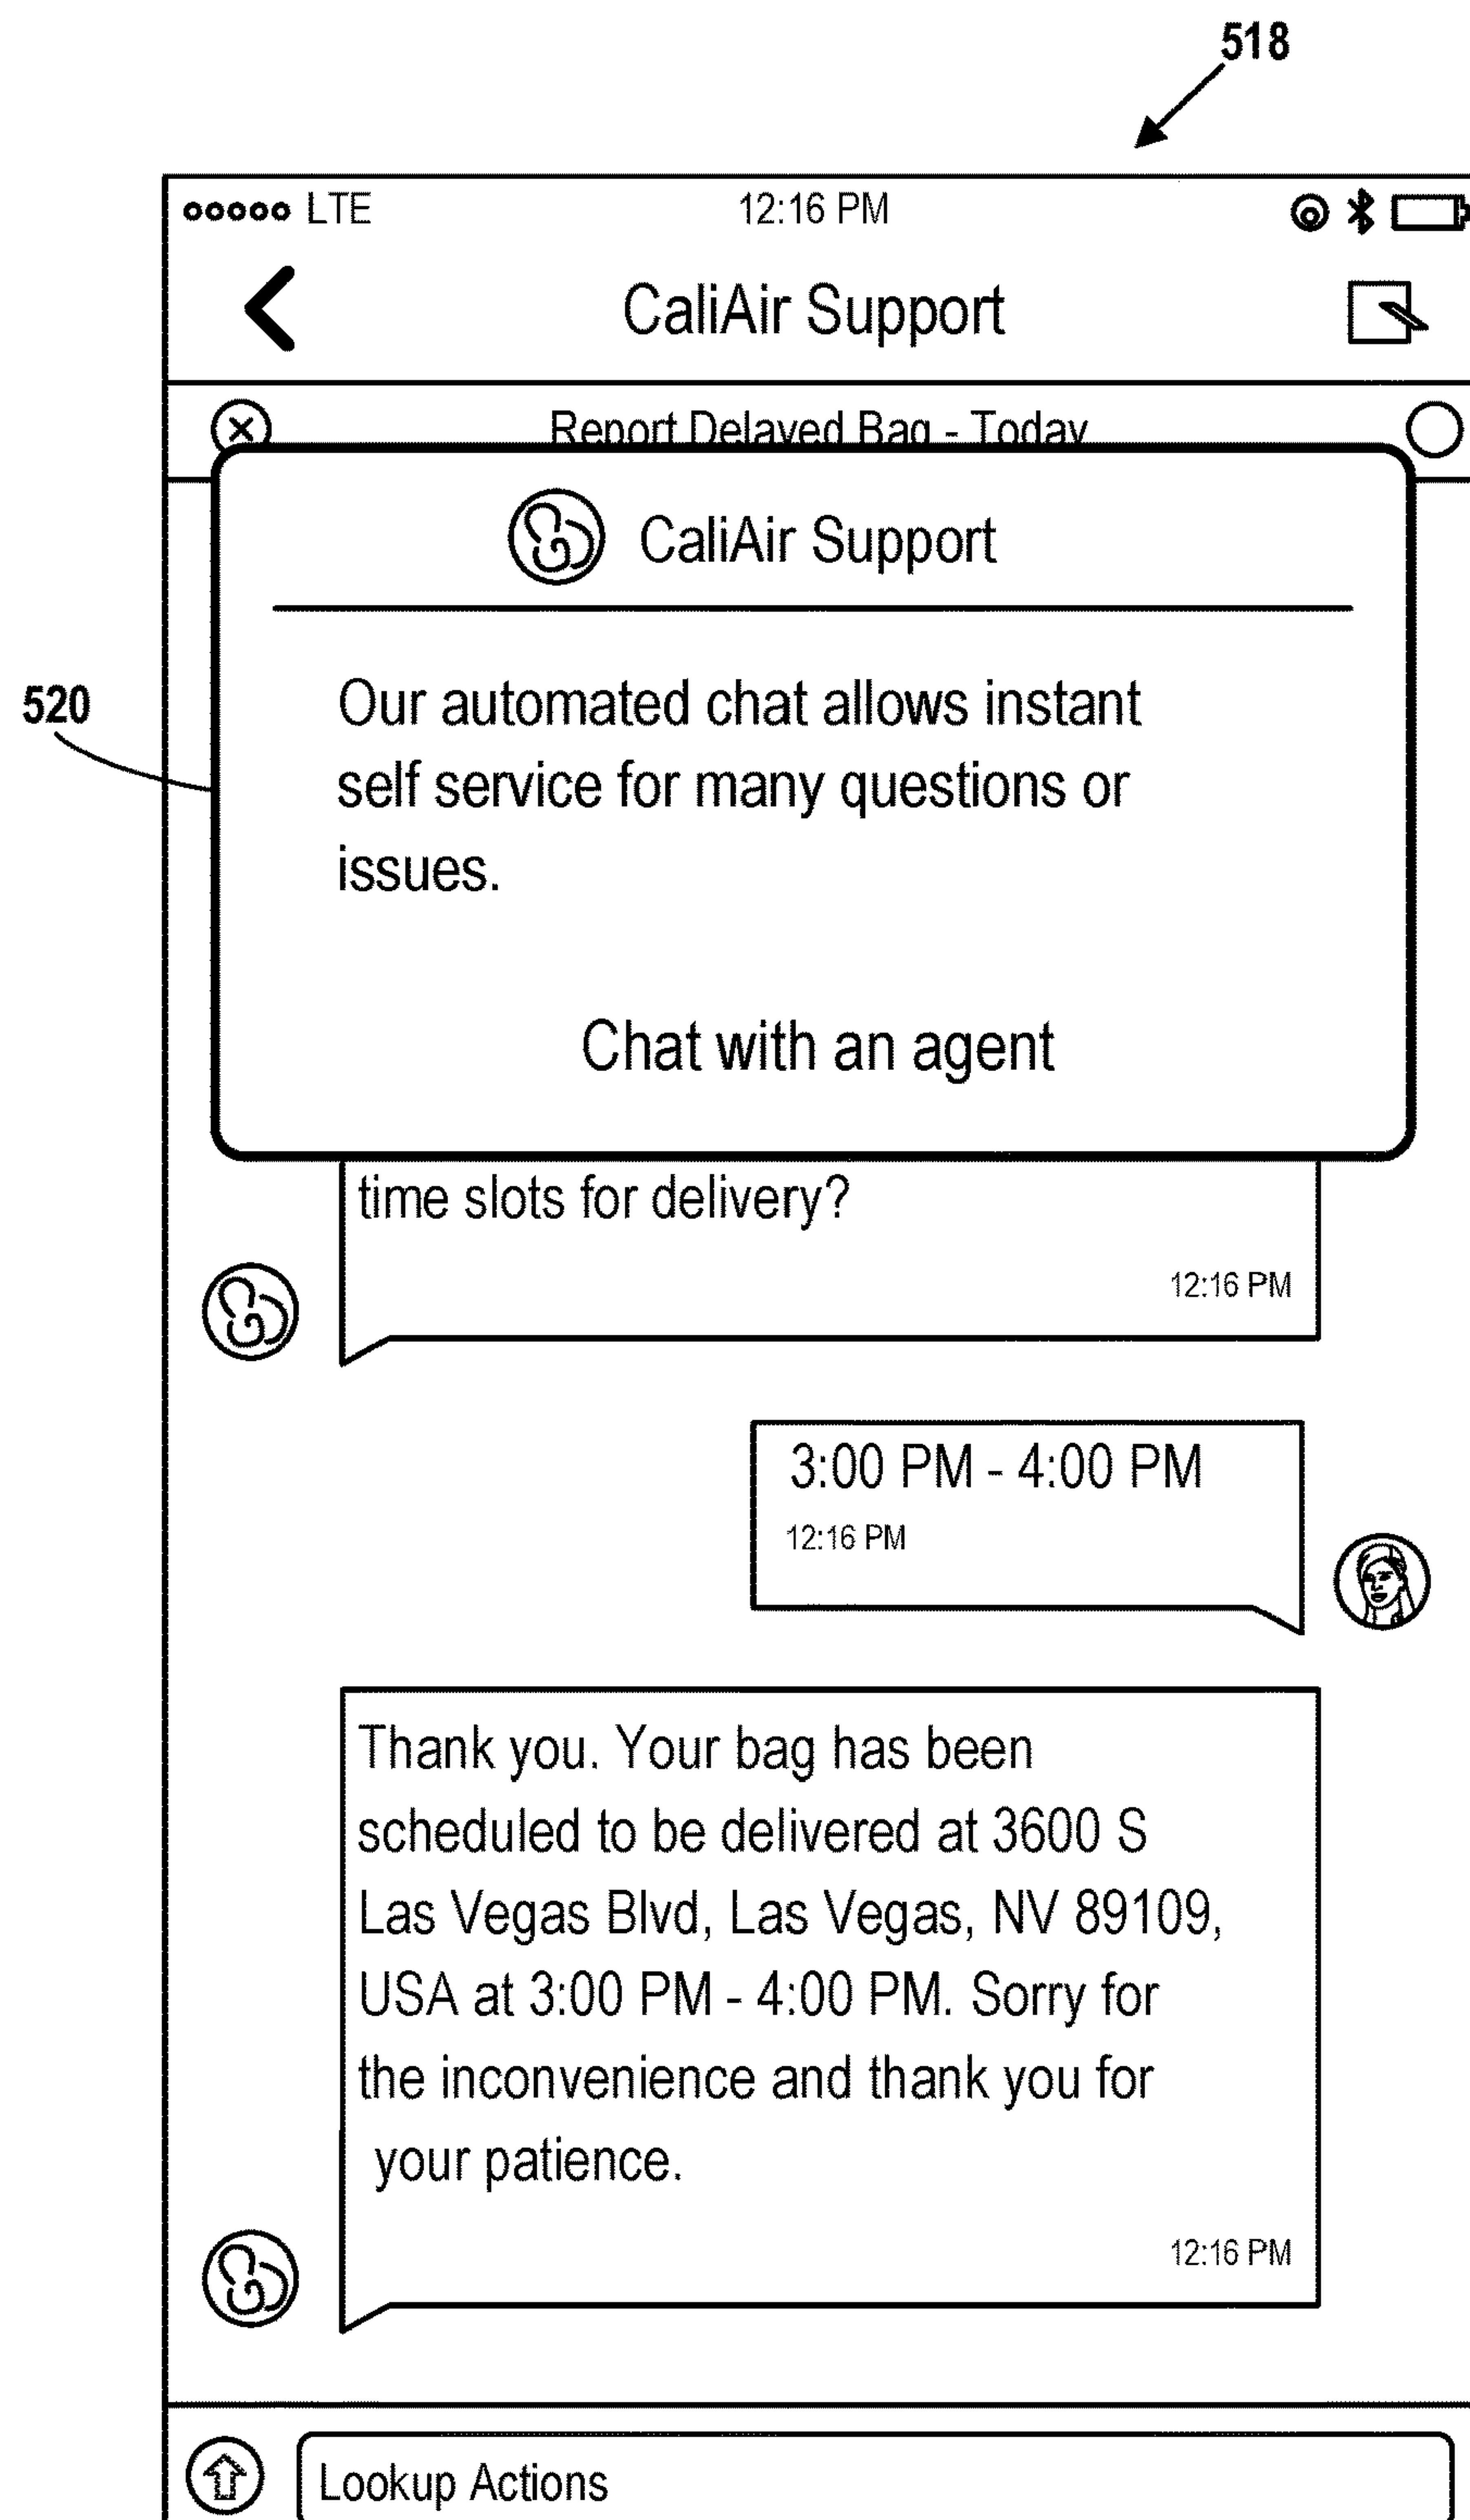 518
LTE 12:16 PM
CaliAir Support
Report Delayed Bag - Today
CaliAir Support
520
Our automated chat allows instant
self service for many questions or
issues.
Chat with an agent
time slots for delivery?
12:16 PM
3:00 PM - 4:00 PM
12:16 PM
Thank you. Your bag has been
scheduled to be delivered at 3600 S
Las Vegas Blvd, Las Vegas, NV 89109,
USA at 3:00 PM - 4:00 PM. Sorry for
the inconvenience and thank you for
your patience.
12:16 PM
Lookup Actions